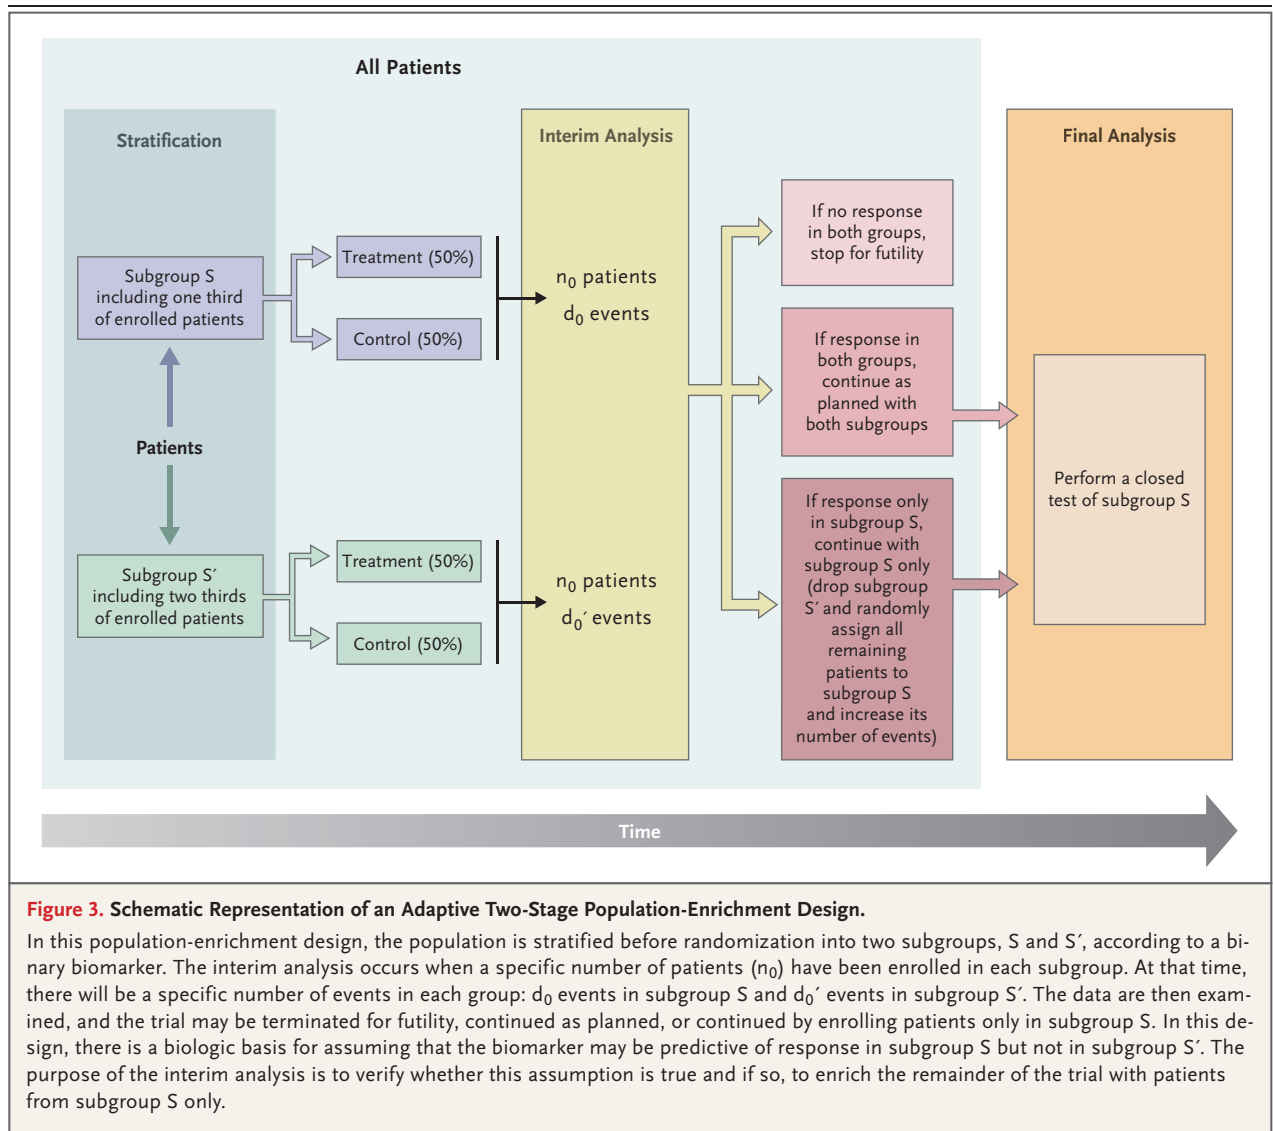 All Patients
Stratification
Subgroup S
including one third
of enrolled patients
Patients
Subgroup S´
including two thirds
of enrolled patients
Treatment (50%)
Control (50%)
Treatment (50%)
Control (50%)
Interim Analysis
n0 patients
d0 events
n0 patients
d0´ events
If no response
in both groups,
stop for futility
If response in
both groups,
continue as
planned with
both subgroups
If response only
in subgroup S,
continue with
subgroup S only
(drop subgroup
S´ and randomly
assign all
remaining
patients to
subgroup S
and increase its
number of events)
Final Analysis
Perform a closed
test of subgroup S
Time
Figure 3. Schematic Representation of an Adaptive Two-Stage Population-Enrichment Design.
In this population-enrichment design, the population is stratified before randomization into two subgroups, S and S´, according to a bi-
nary biomarker. The interim analysis occurs when a specific number of patients (n0) have been enrolled in each subgroup. At that time,
there will be a specific number of events in each group: d0 events in subgroup S and d0´ events in subgroup S´. The data are then exam-
ined, and the trial may be terminated for futility, continued as planned, or continued by enrolling patients only in subgroup S. In this de-
sign, there is a biologic basis for assuming that the biomarker may be predictive of response in subgroup S but not in subgroup S´. The
purpose of the interim analysis is to verify whether this assumption is true and if so, to enrich the remainder of the trial with patients
from subgroup S only.